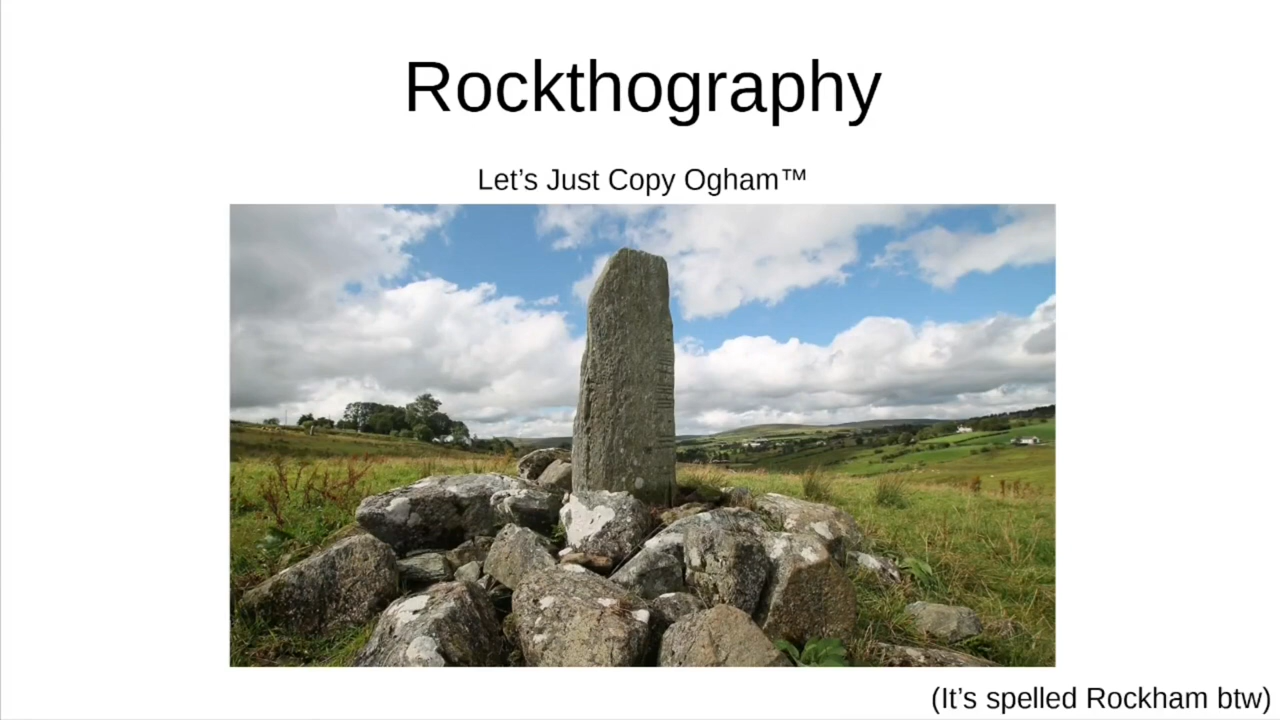 Rockthography
Let’s Just Copy Ogham™
(It’s spelled Rockham btw)